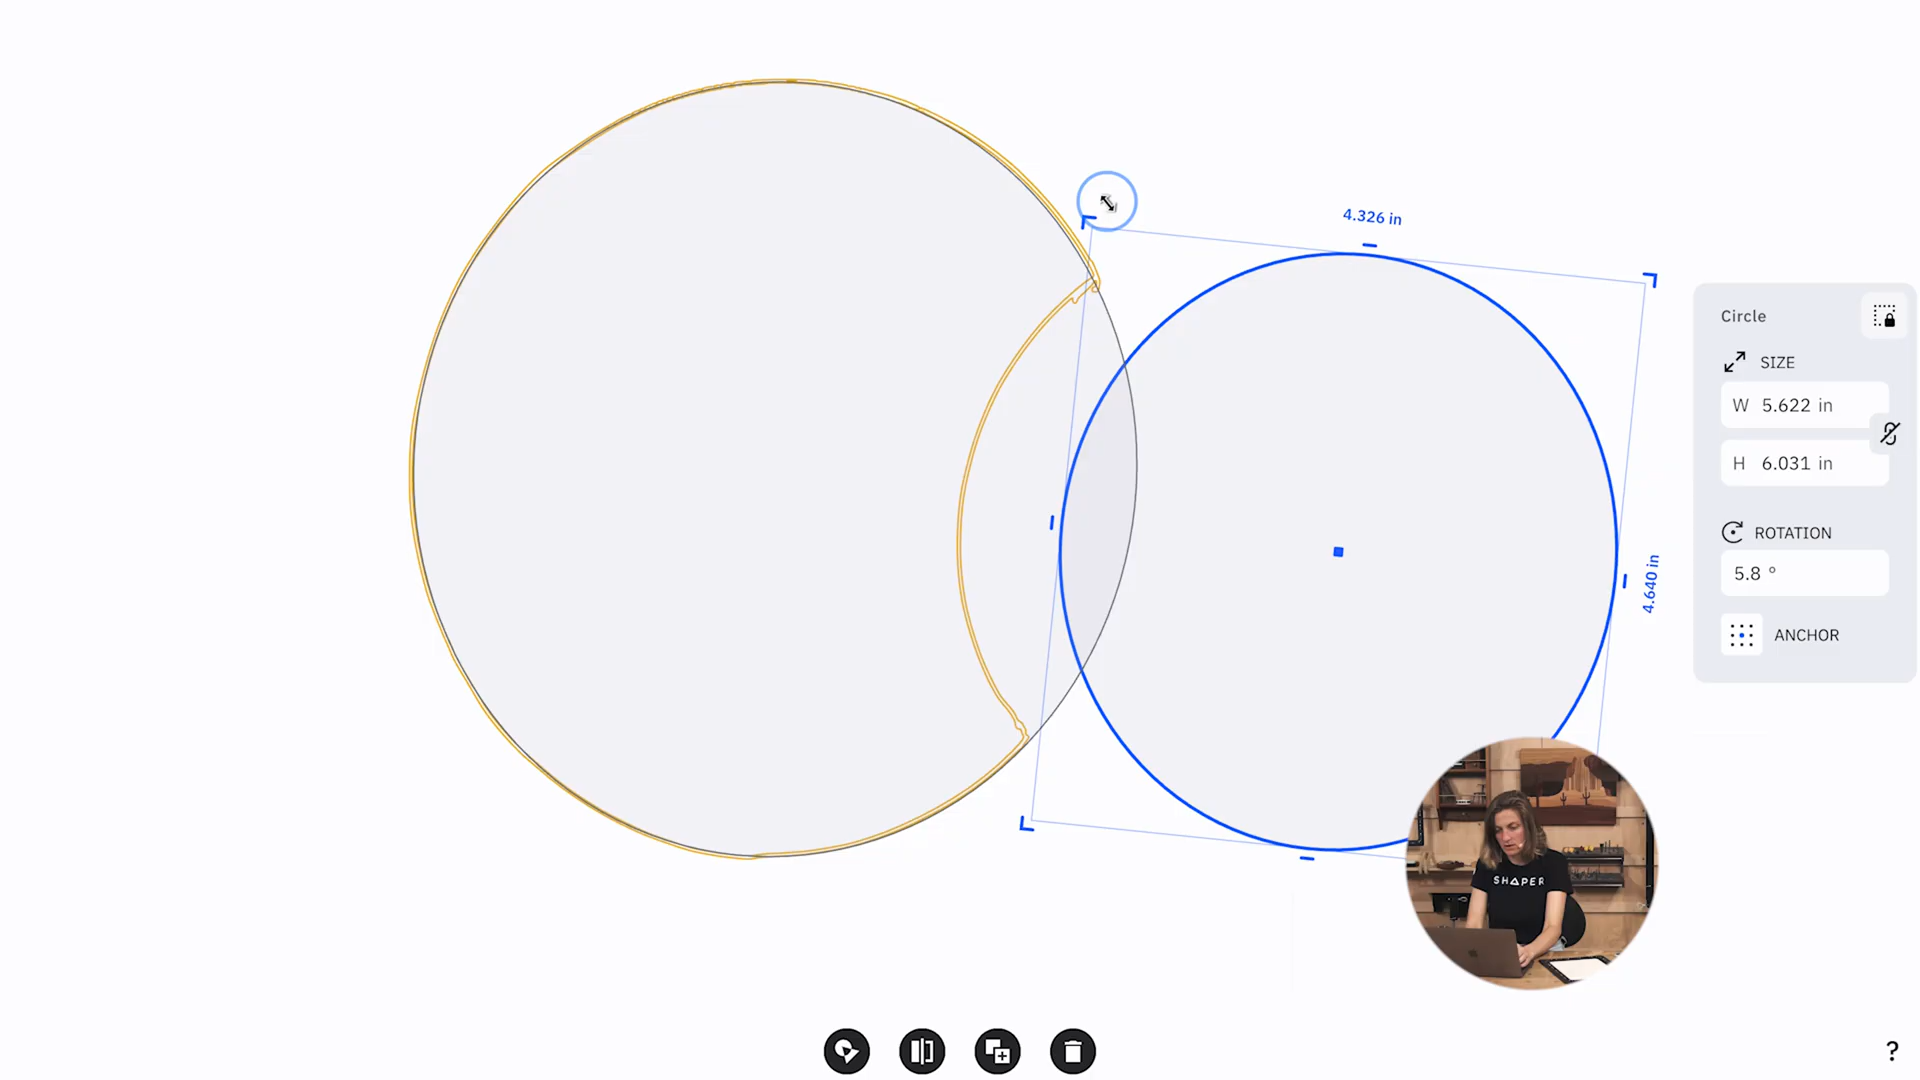 4.326 in
4.640 in
Circle
SIZE
W 5.622 in
H 6.031 in
ROTATION
5.8 °
ANCHOR
SHAPER
?